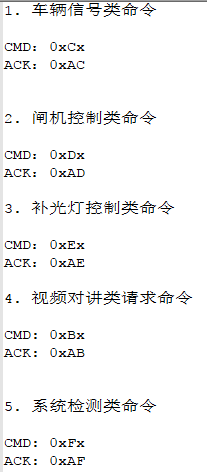 1. 车辆信号类命令
CMD: 0xCx
ACK: 0xAC
2. 闸机控制类命令
CMD: 0xDx
ACK: 0xAD
3. 补光灯控制类命令
CMD: 0xEx
ACK: 0xAE
4. 视频对讲类请求命令
CMD: 0xBx
ACK: 0xAB
5. 系统检测类命令
CMD: 0xFx
ACK: 0xAF